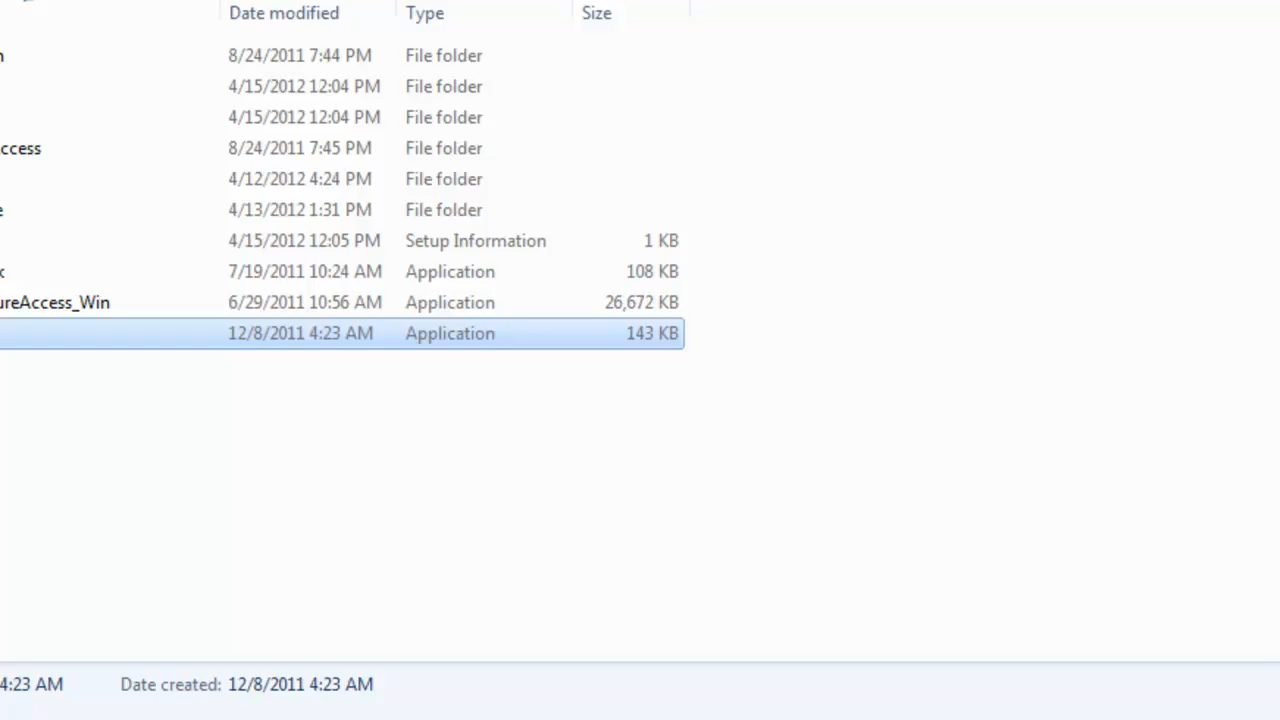 Date modified Type Size
n 8/24/2011 7:44 PM File folder
4/15/2012 12:04 PM File folder
4/15/2012 12:04 PM File folder
ccess 8/24/2011 7:45 PM File folder
4/12/2012 4:24 PM File folder
e 4/13/2012 1:31 PM File folder
4/15/2012 12:05 PM Setup Information 1 KB
k 7/19/2011 10:24 AM Application 108 KB
ureAccess_Win 6/29/2011 10:56 AM Application 26,672 KB
12/8/2011 4:23 AM Application 143 KB
4:23 AM Date created: 12/8/2011 4:23 AM